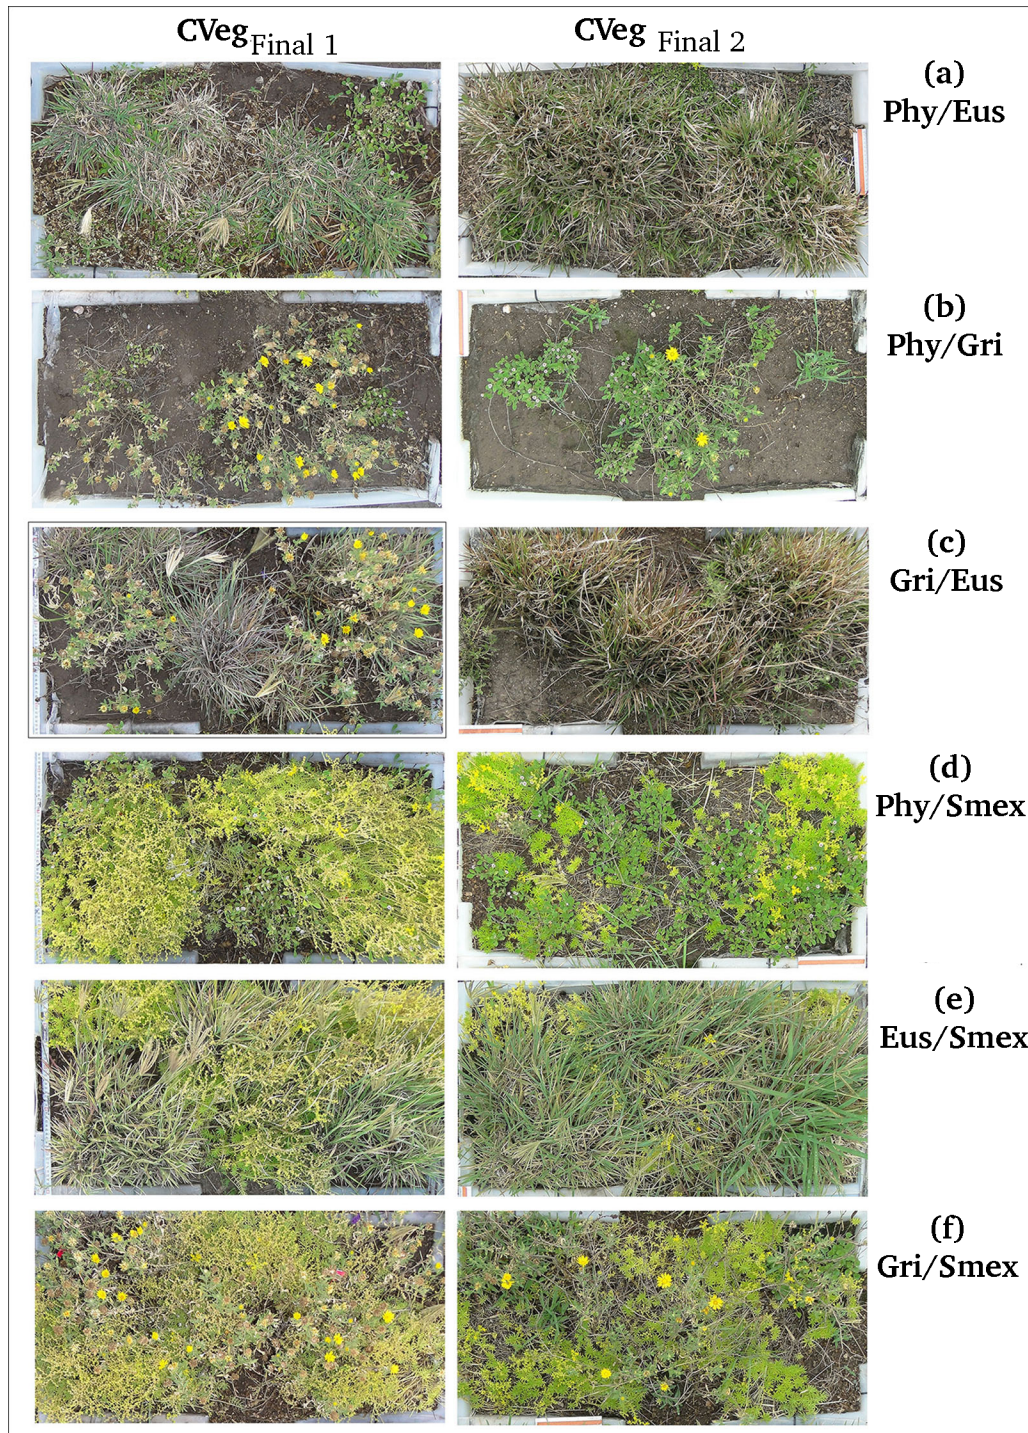 CVeg Final 1
CVeg Final 2
(a)
Phy/Eus
(b)
Phy/Gri
(c)
Gri/Eus
(d)
Phy/Smex
(e)
Eus/Smex
(f)
Gri/Smex